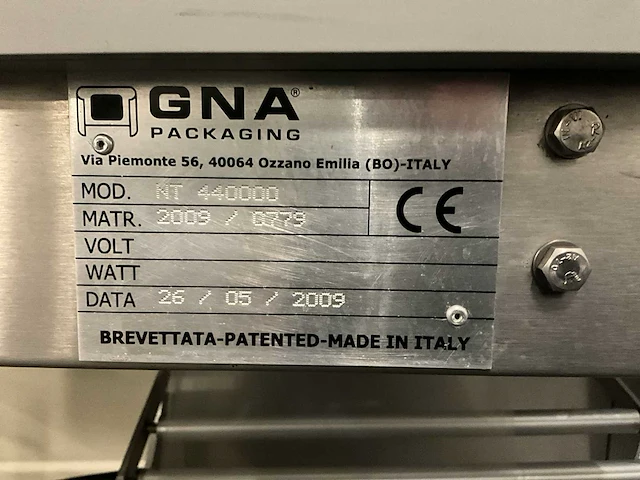 GNA®
PACKAGING
Via Piemonte 56, 40064 Ozzano Emilia (BO)-ITALY
MOD. NT 440000
CE
MATR. 2009 / 0779
VOLT
WATT
DATA 26 / 05 / 2009
BREVETTATA-PATENTED-MADE IN ITALY